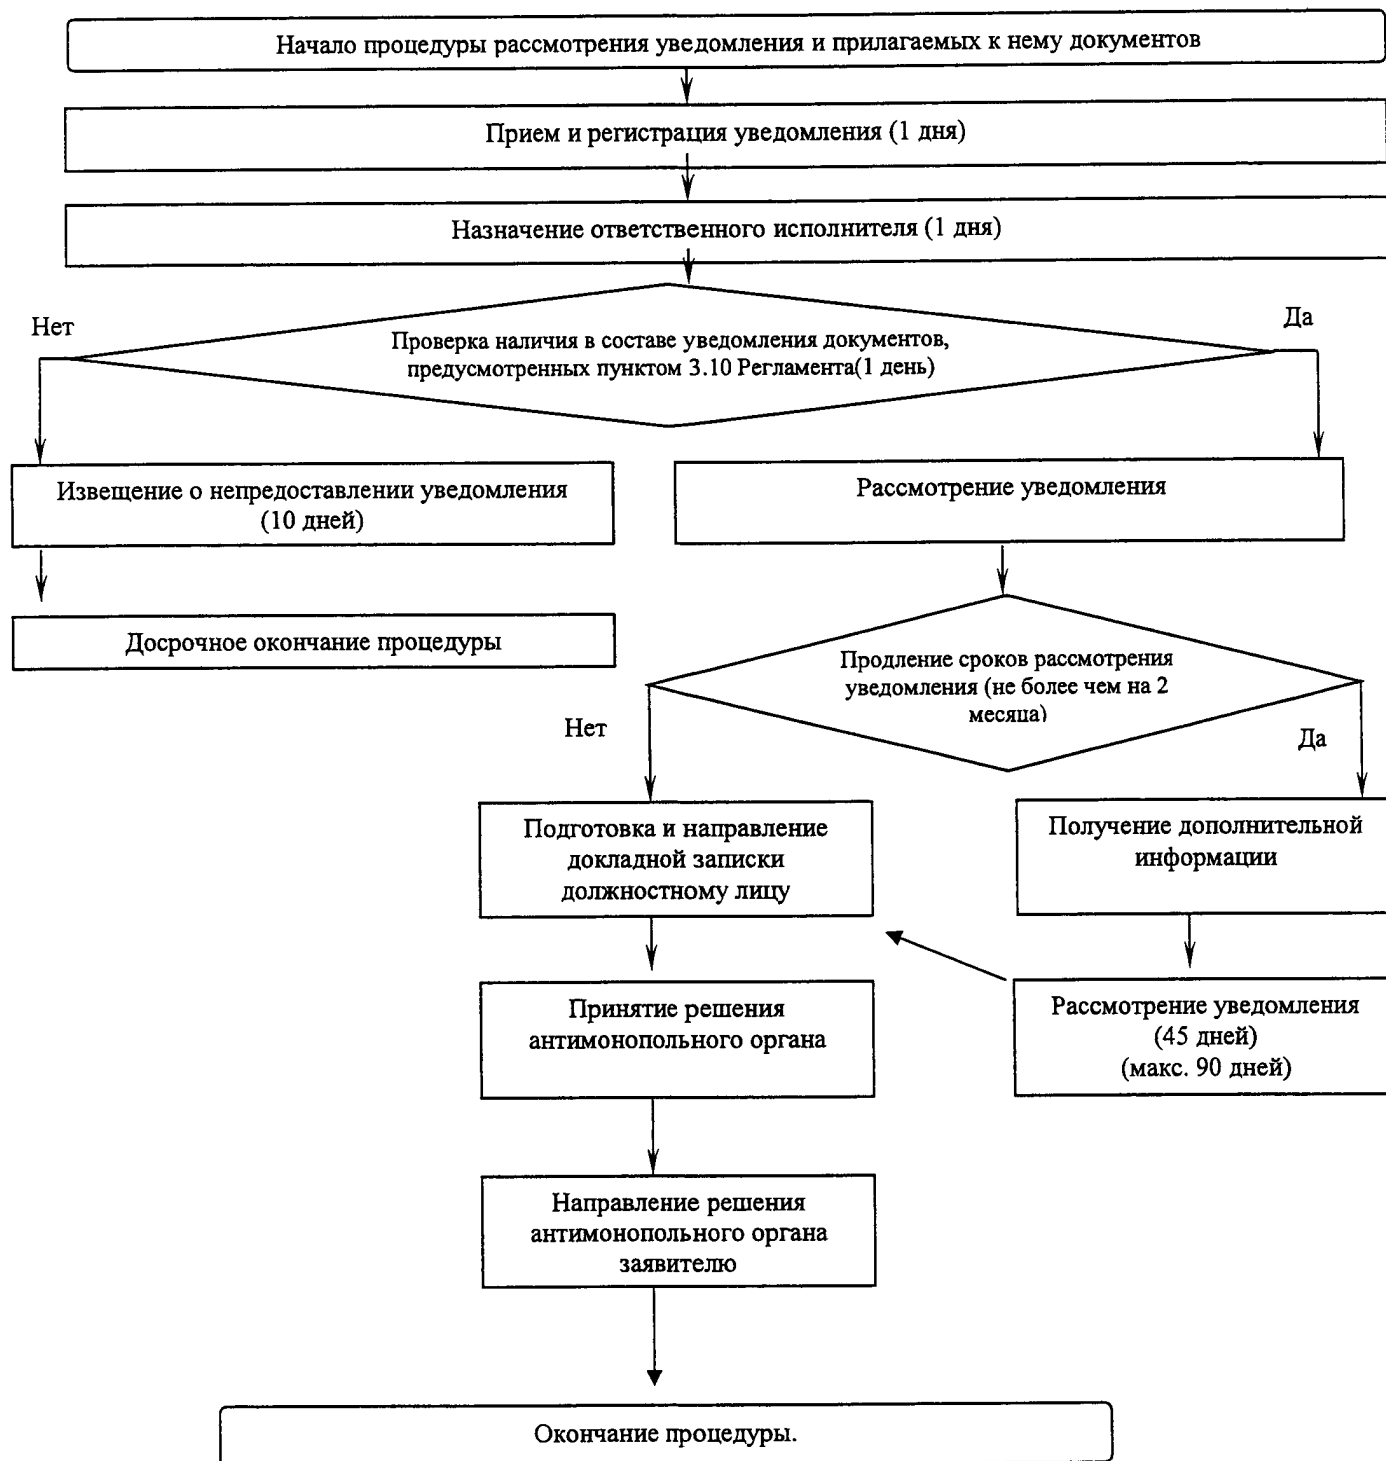 Начало процедуры рассмотрения уведомления и прилагаемых к нему документов
Прием и регистрация уведомления (1 дня)
Назначение ответственного исполнителя (1 дня)
Нет
Да
Проверка наличия в составе уведомления документов,
предусмотренных пунктом 3.10 Регламента(1 день)
Извещение о непредоставлении уведомления
(10 дней)
Рассмотрение уведомления
Досрочное окончание процедуры
Продление сроков рассмотрения
уведомления (не более чем на 2
месяца)
Нет
Да
Подготовка и направление
докладной записки
должностному лицу
Получение дополнительной
информации
Принятие решения
антимонопольного органа
Рассмотрение уведомления
(45 дней)
(макс. 90 дней)
Направление решения
антимонопольного органа
заявителю
Окончание процедуры.